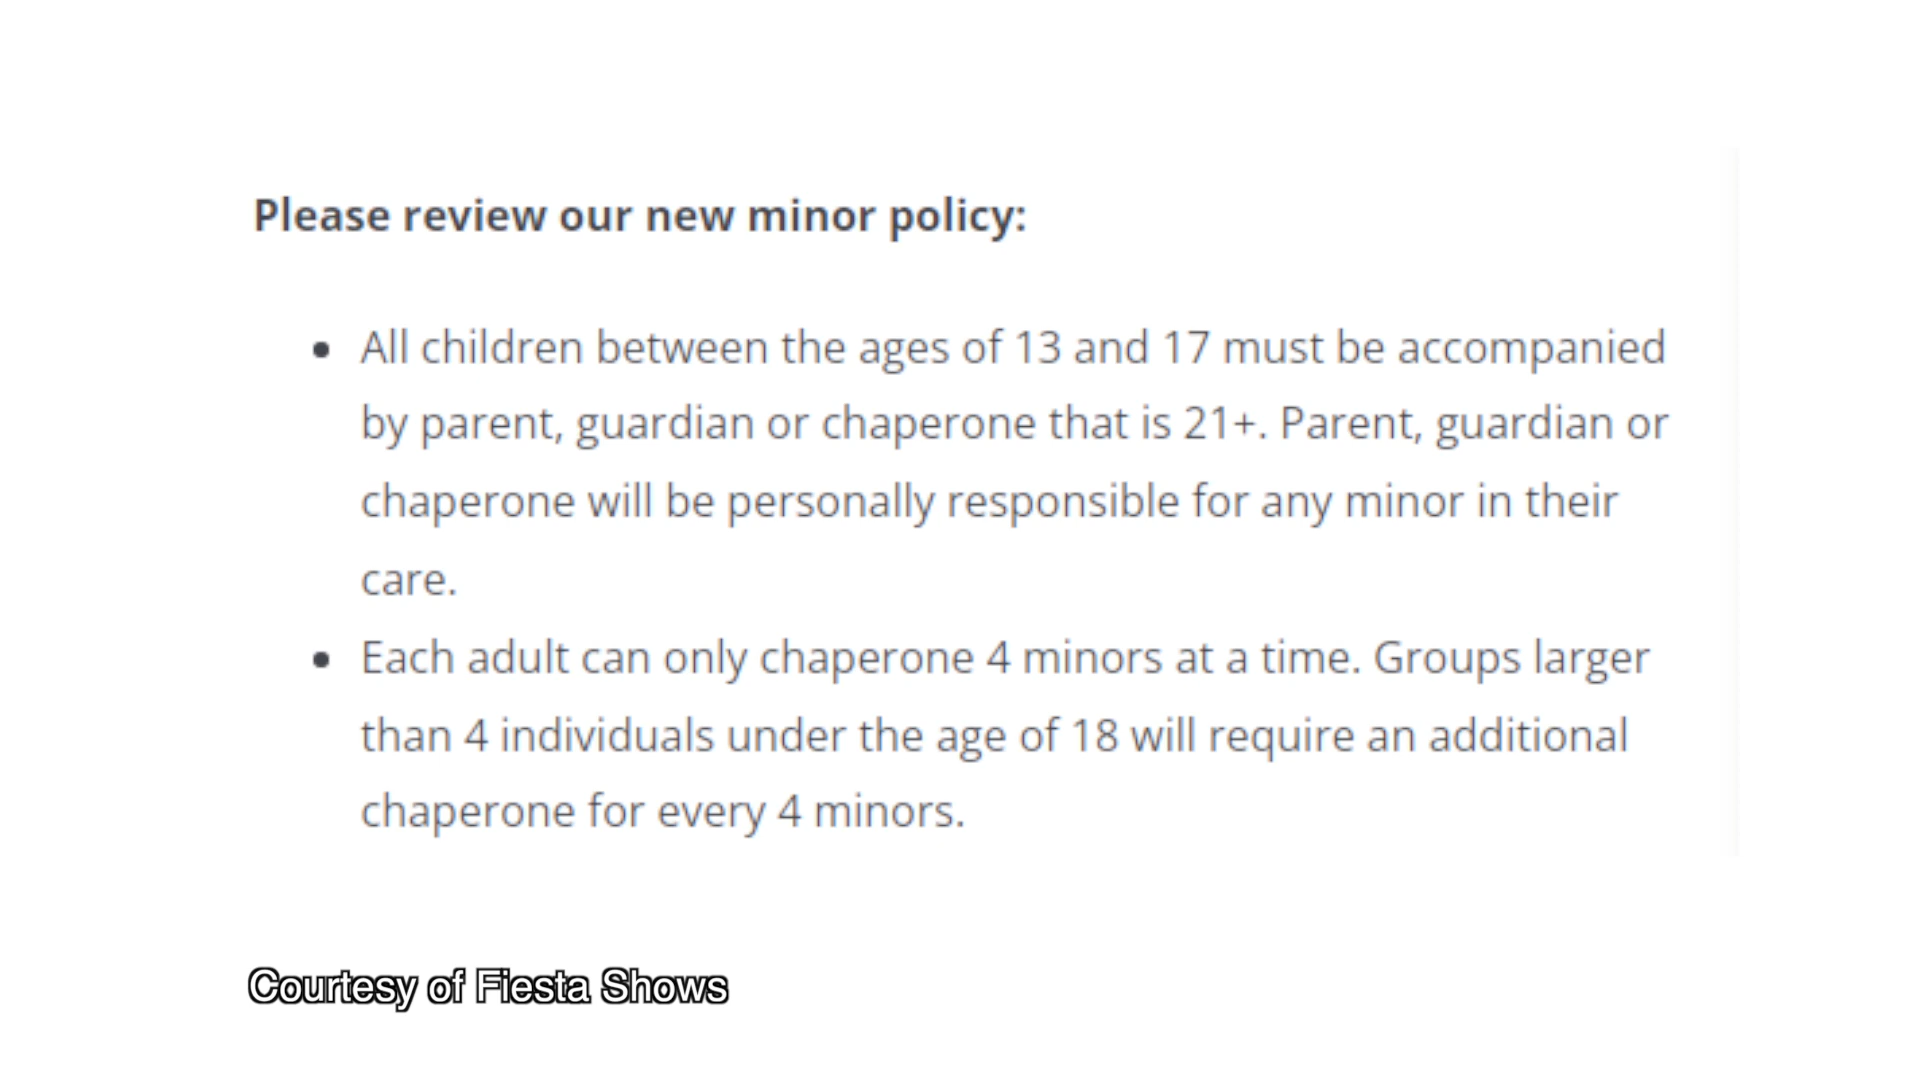 Please review our new minor policy:
• All children between the ages of 13 and 17 must be accompanied
by parent, guardian or chaperone that is 21+. Parent, guardian or
chaperone will be personally responsible for any minor in their
care.
• Each adult can only chaperone 4 minors at a time. Groups larger
than 4 individuals under the age of 18 will require an additional
chaperone for every 4 minors.
Courtesy of Fiesta Shows